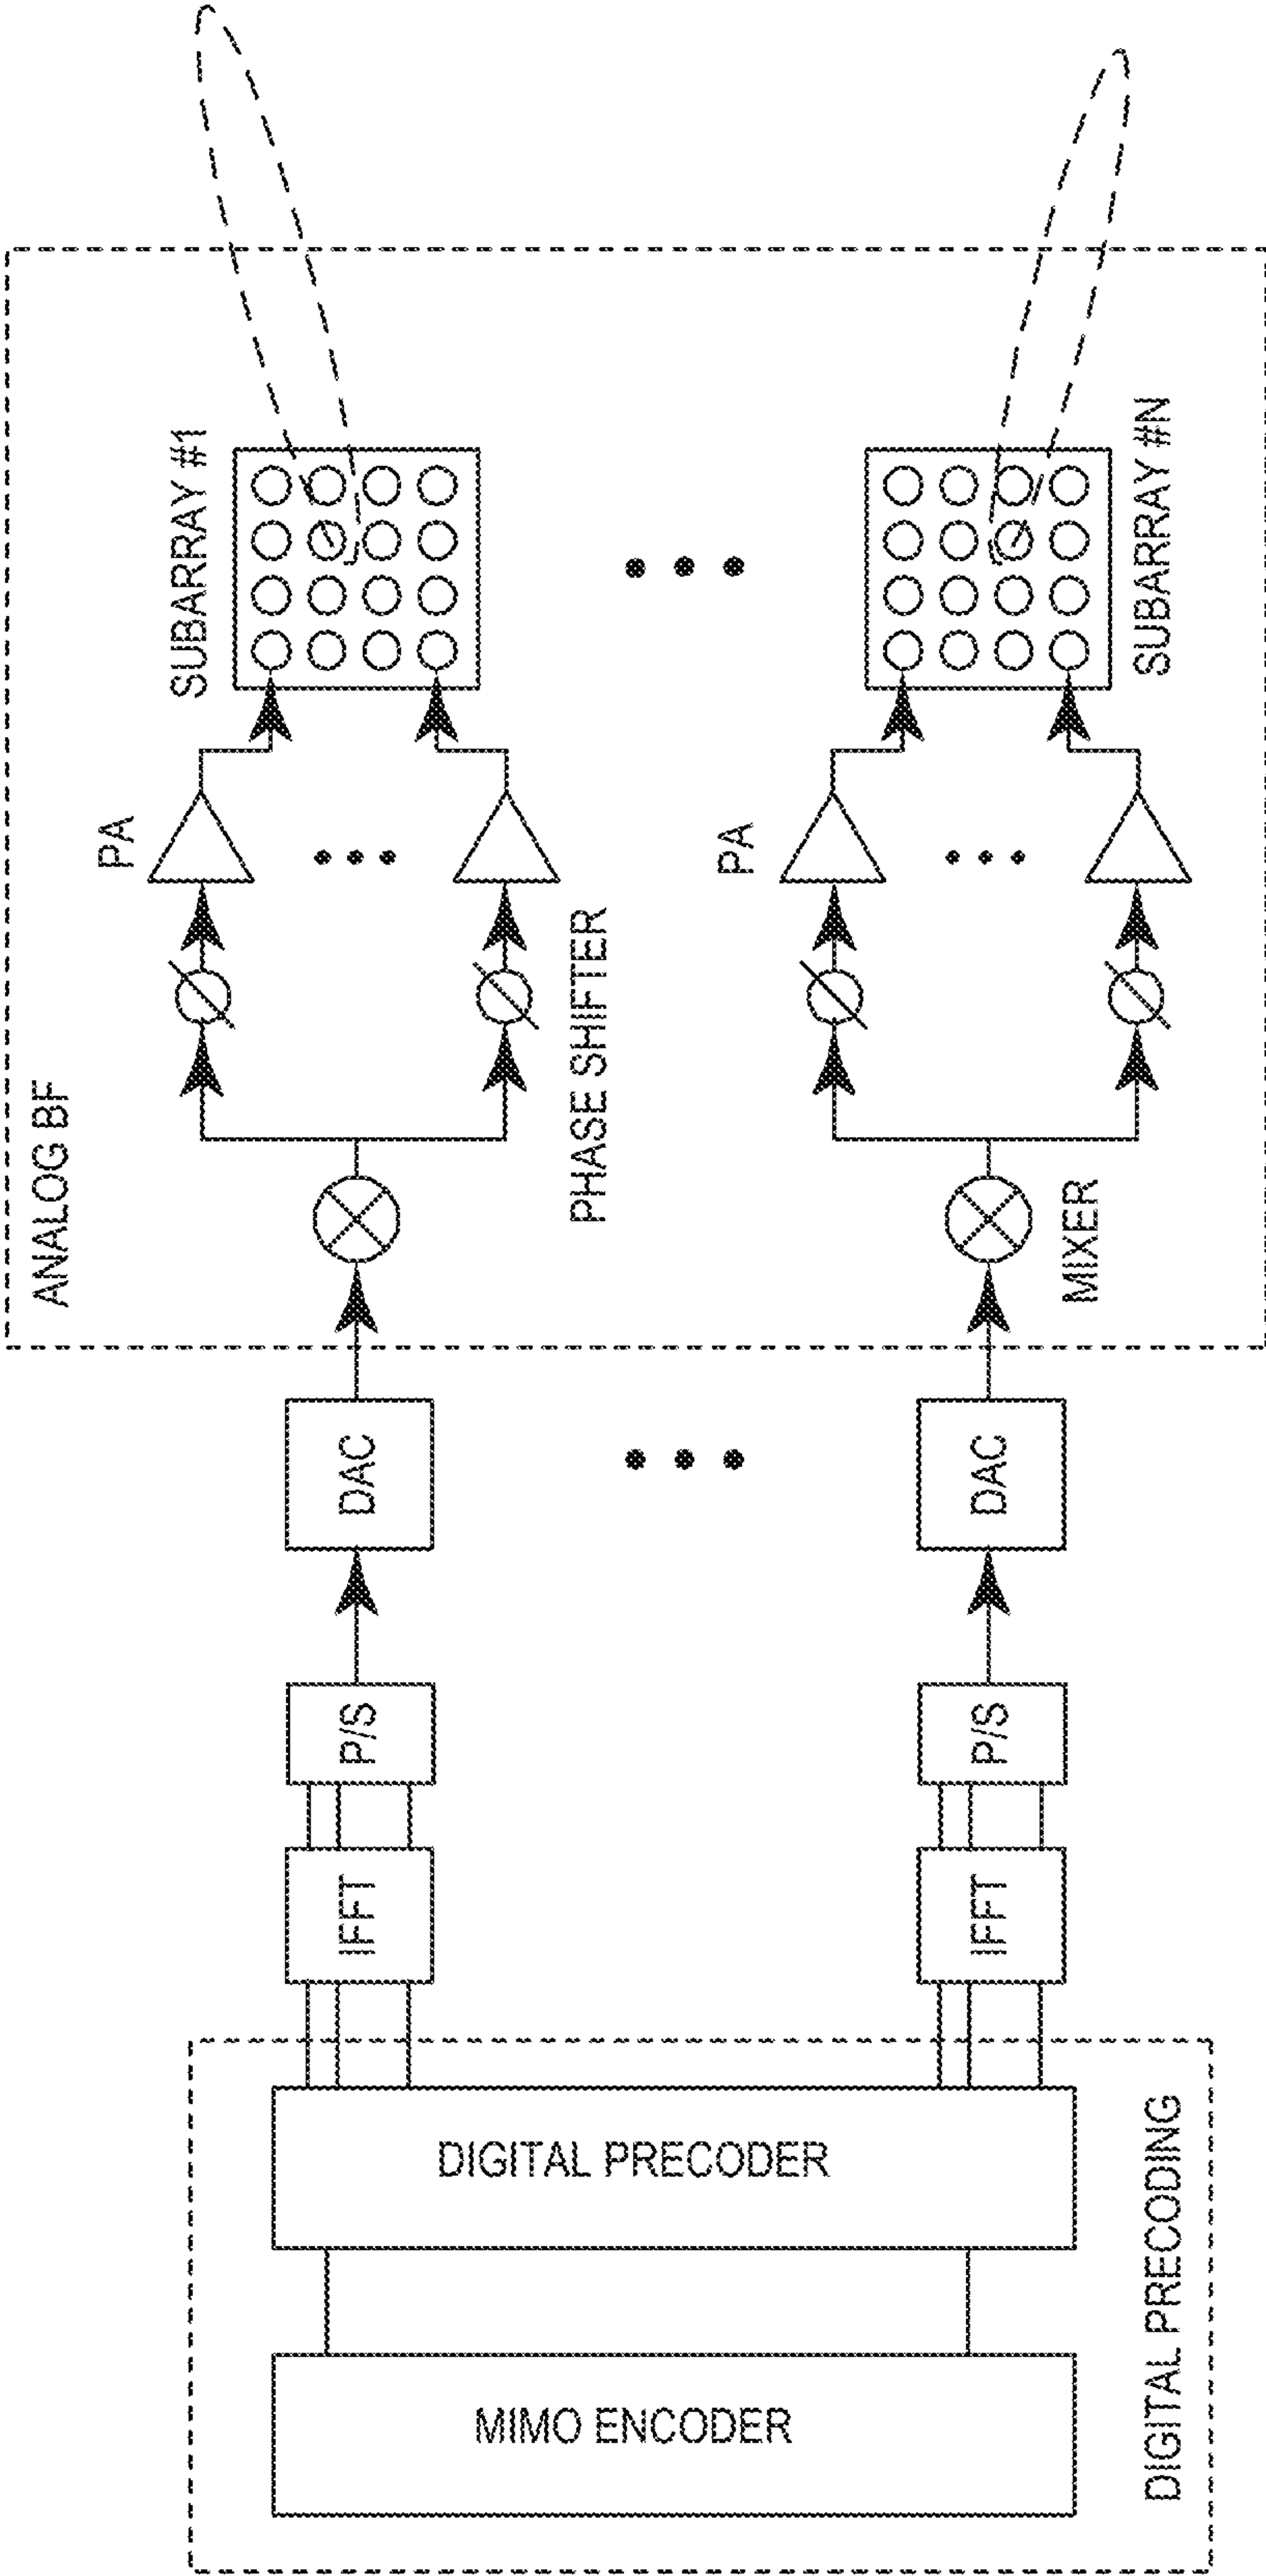 ANALOG BF
SUBARRAY #1
PA
PHASE SHIFTER
SUBARRAY #N
PA
MIXER
DAC
DAC
P/S
P/S
IFFT
IFFT
DIGITAL PRECODER
MIMO ENCODER
DIGITAL PRECODING